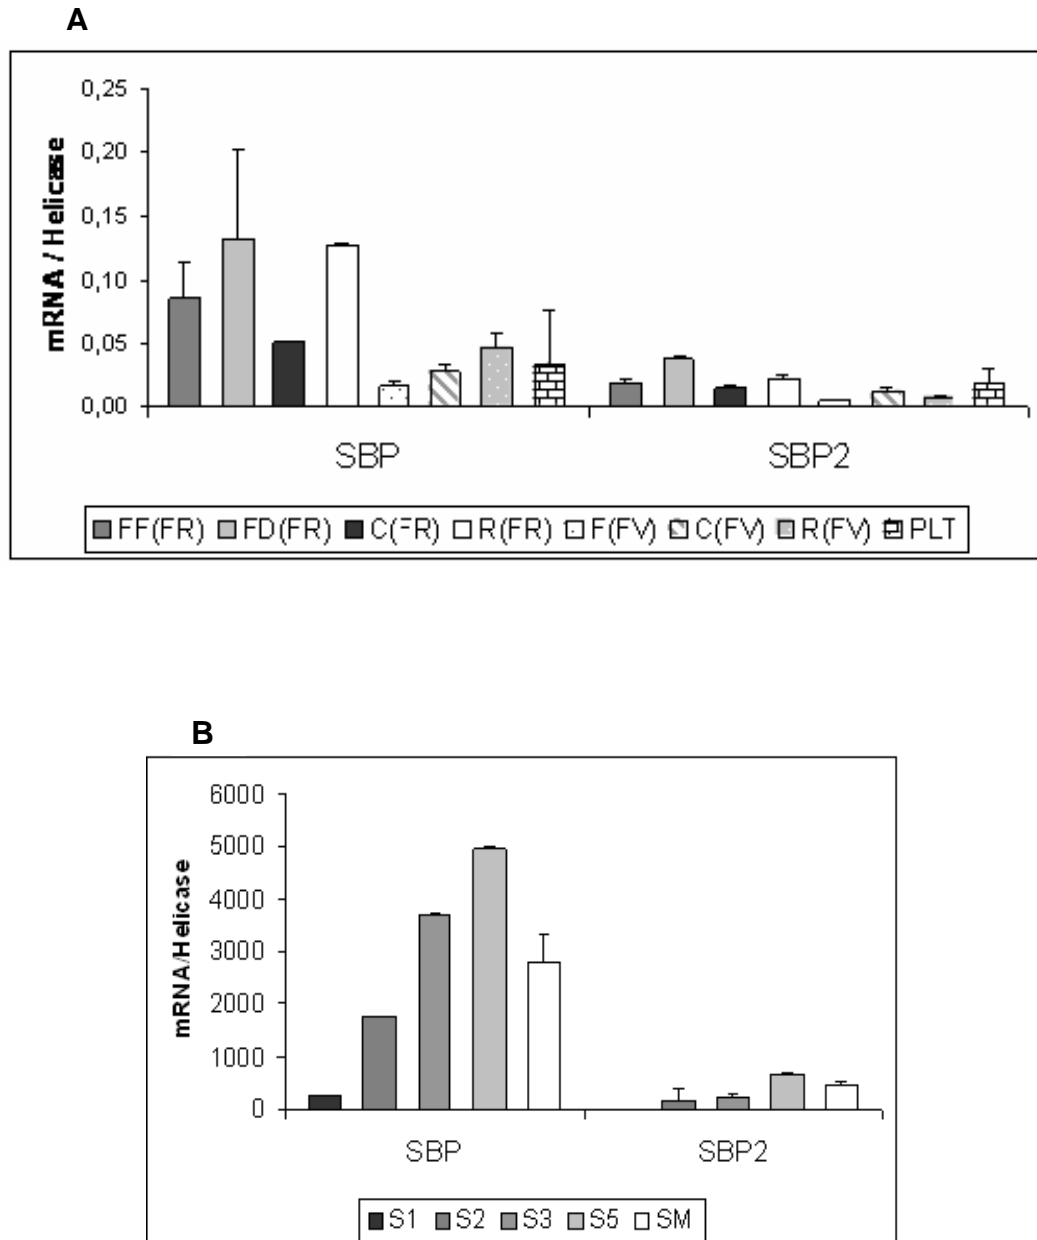 A
0,25
0,20
0,15
0,10
0,05
0,00
mRNA / Helicase
SBP SBP2
FF(FR) FD(FR) C(FR) R(FR) F(FV) C(FV) R(FV) PLT
B
6000
5000
4000
3000
2000
1000
0
mRNA/Helicase
SBP SBP2
S1 S2 S3 S5 SM